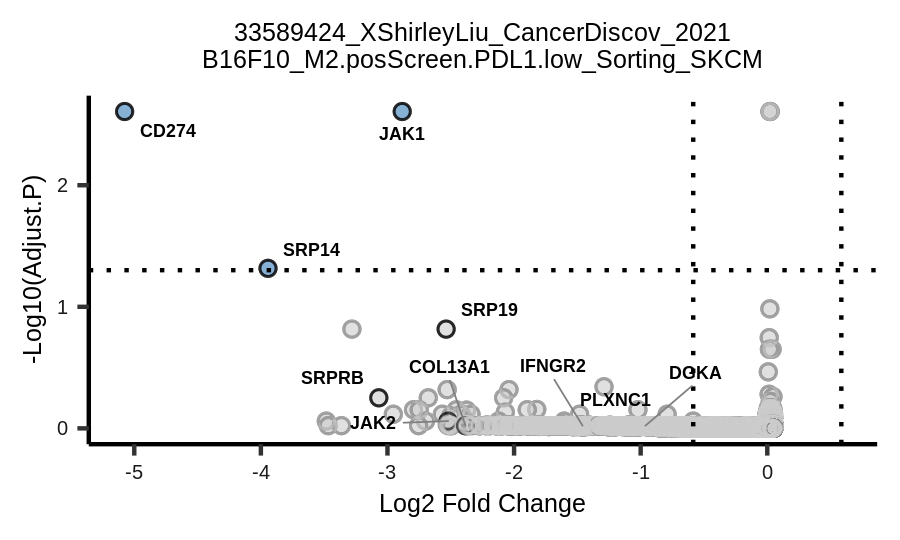 33589424_XShirleyLiu_CancerDiscov_2021
B16F10_M2.posScreen.PDL1.low_Sorting_SKCM
-Log10(Adjust.P)
2
1
0
CD274
JAK1
SRP14
SRP19
COL13A1
IFNGR2
DGKA
SRPRB
PLXNC1
JAK2
-5
-4
-3
-2
-1
0
Log2 Fold Change